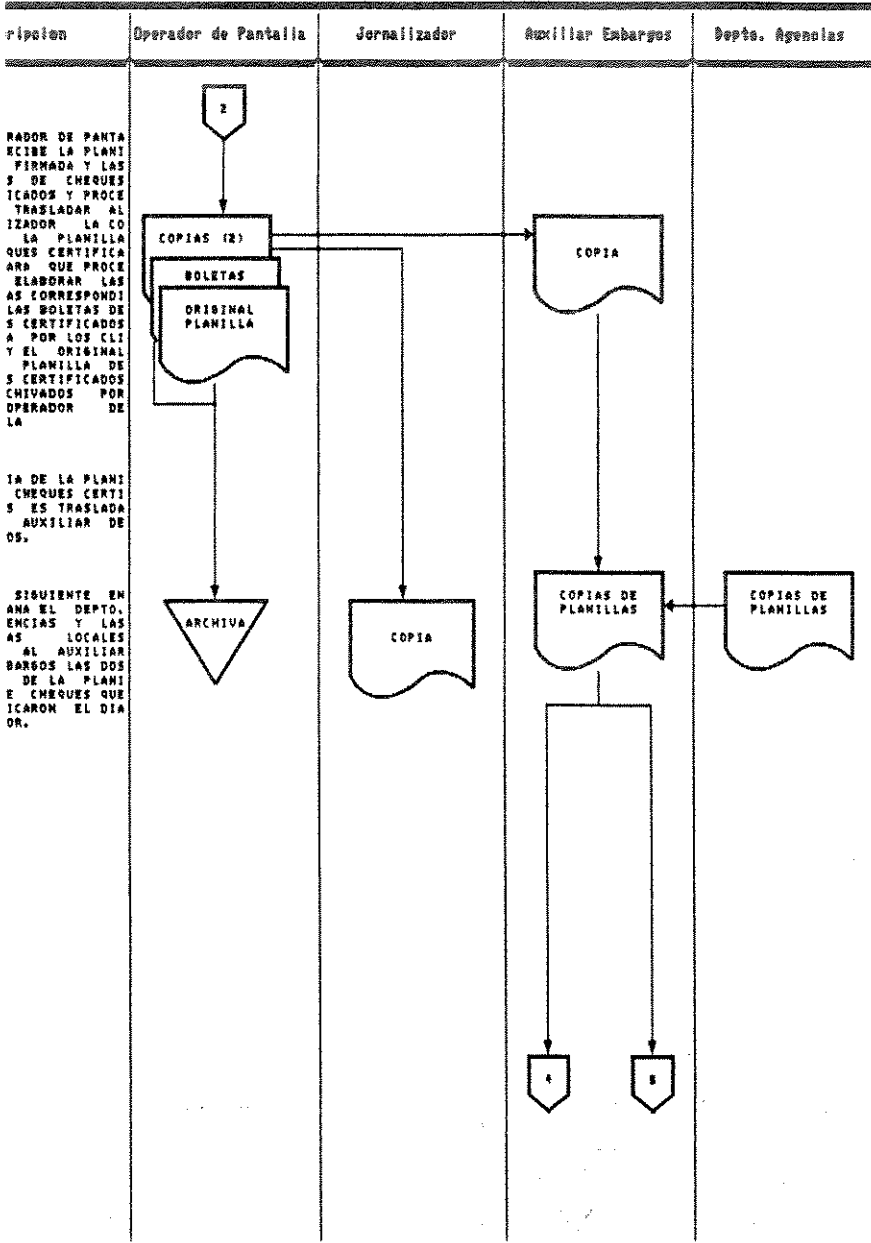 ripcion
Operador de Pantalla
Jornalizador
Auxiliar Embargos
Depto. Agencias
RADOR DE PANTA
ECIBE LA PLANI
FIRMADA Y LAS
S DE CHEQUES
ICADOS Y PROCE
TRASLADAR AL
IZADOR LA CO
LA PLANILLA
QUES CERTIFICA
ARA QUE PROCE
ELABORAR LAS
AS CORRESPONDI
LAS BOLETAS DE
S CERTIFICADOS
A POR LOS CLI
Y EL ORIGINAL
PLANILLA DE
S CERTIFICADOS
CHIVADOS POR
OPERADOR DE
LA
IA DE LA PLANI
CHEQUES CERTI
S ES TRASLADA
AUXILIAR DE
OS.
SIGUIENTE EN
ANA EL DEPTO.
ENCIAS Y LAS
AS LOCALES
AL AUXILIAR
BARGOS LAS DOS
DE LA PLANI
E CHEQUES QUE
ICARON EL DIA
OR.
2
COPIAS (2)
BOLETAS
ORIGINAL
PLANILLA
ARCHIVA
COPIA
COPIA
COPIAS DE
PLANILLAS
COPIAS DE
PLANILLAS
4
5